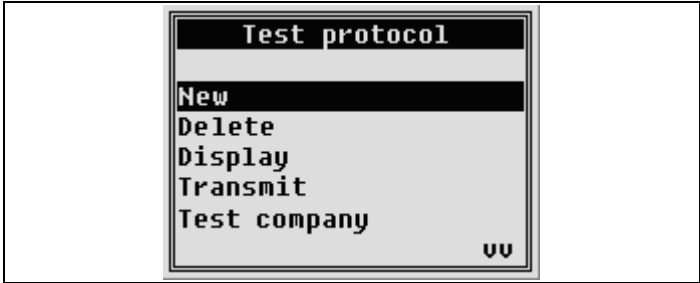 Test protocol
New
Delete
Display
Transmit
Test company
vv